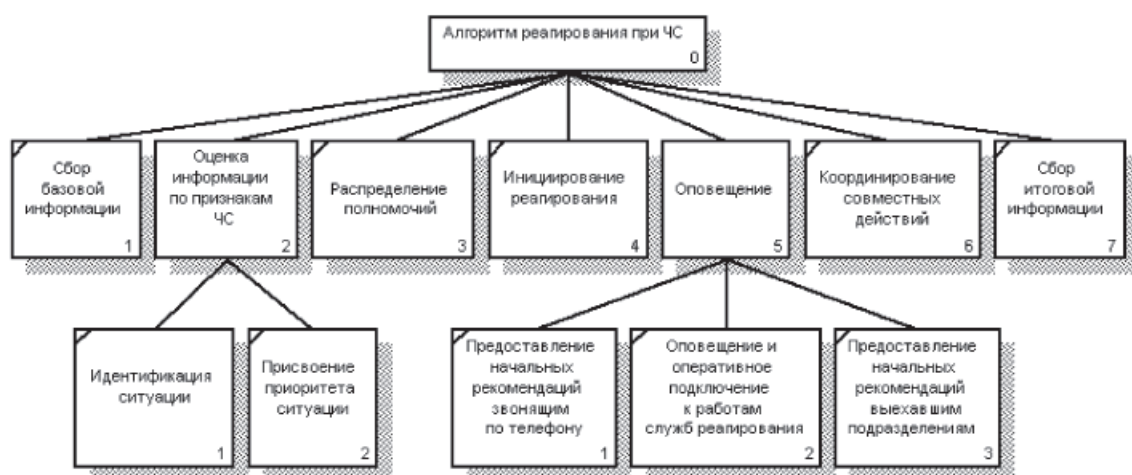 Алгоритм реагирования при ЧС
0
Сбор
базовой
информации
1
Оценка
информации
по признакам
ЧС
2
Распределение
полномочий
3
Инициирование
реагирования
4
Оповещение
5
Координирование
совместных
действий
6
Сбор
итоговой
информации
7
Идентификация
ситуации
1
Присвоение
приоритета
ситуации
2
Предоставление
начальных
рекомендаций
звонящим
по телефону
1
Оповещение и
оперативное
подключение
к работам
служб реагирования
2
Предоставление
начальных
рекомендаций
выехавшим
подразделениям
3